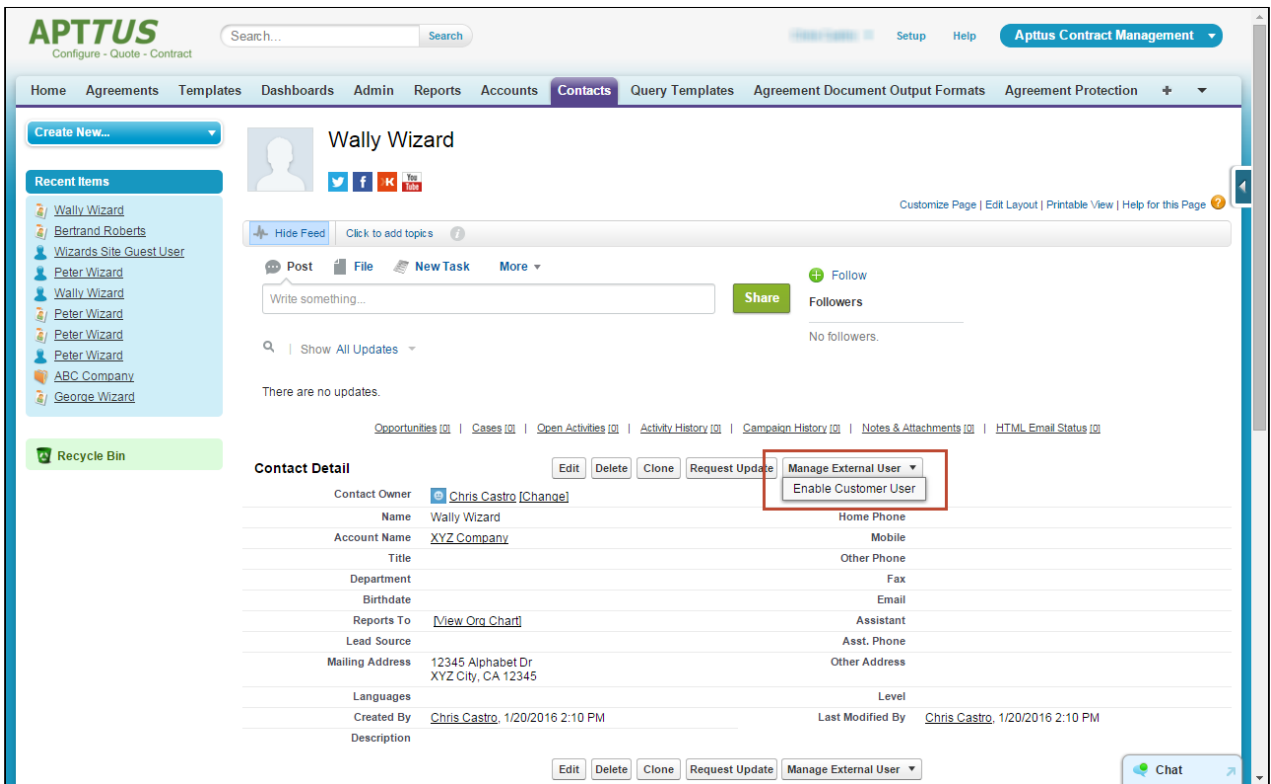 APTTUS
Configure - Quote - Contract
Search...
Search
Setup
Help
Apttus Contract Management
Home
Agreements
Templates
Dashboards
Admin
Reports
Accounts
Contacts
Query Templates
Agreement Document Output Formats
Agreement Protection
+
Create New...
Recent Items
Wally Wizard
Bertrand Roberts
Wizards Site Guest User
Peter Wizard
Wally Wizard
Peter Wizard
Peter Wizard
Peter Wizard
ABC Company
George Wizard
Recycle Bin
Wally Wizard
You
Tube
Customize Page | Edit Layout | Printable View | Help for this Page
Hide Feed
Click to add topics
Post
File
New Task
More
Write something...
Share
Follow
Followers
No followers.
Show All Updates
There are no updates.
Opportunities [0] | Cases [0] | Open Activities [0] | Activity History [0] | Campaign History [0] | Notes & Attachments [0] | HTML Email Status [0]
Contact Detail
Edit
Delete
Clone
Request Update
Manage External User
Enable Customer User
Contact Owner Chris Castro [Change]
Name Wally Wizard Home Phone
Account Name XYZ Company Mobile
Title Other Phone
Department Fax
Birthdate Email
Reports To [View Org Chart] Assistant
Lead Source Asst. Phone
Mailing Address 12345 Alphabet Dr Other Address
XYZ City, CA 12345
Languages Level
Created By Chris Castro, 1/20/2016 2:10 PM Last Modified By Chris Castro, 1/20/2016 2:10 PM
Description
Edit
Delete
Clone
Request Update
Manage External User
Chat